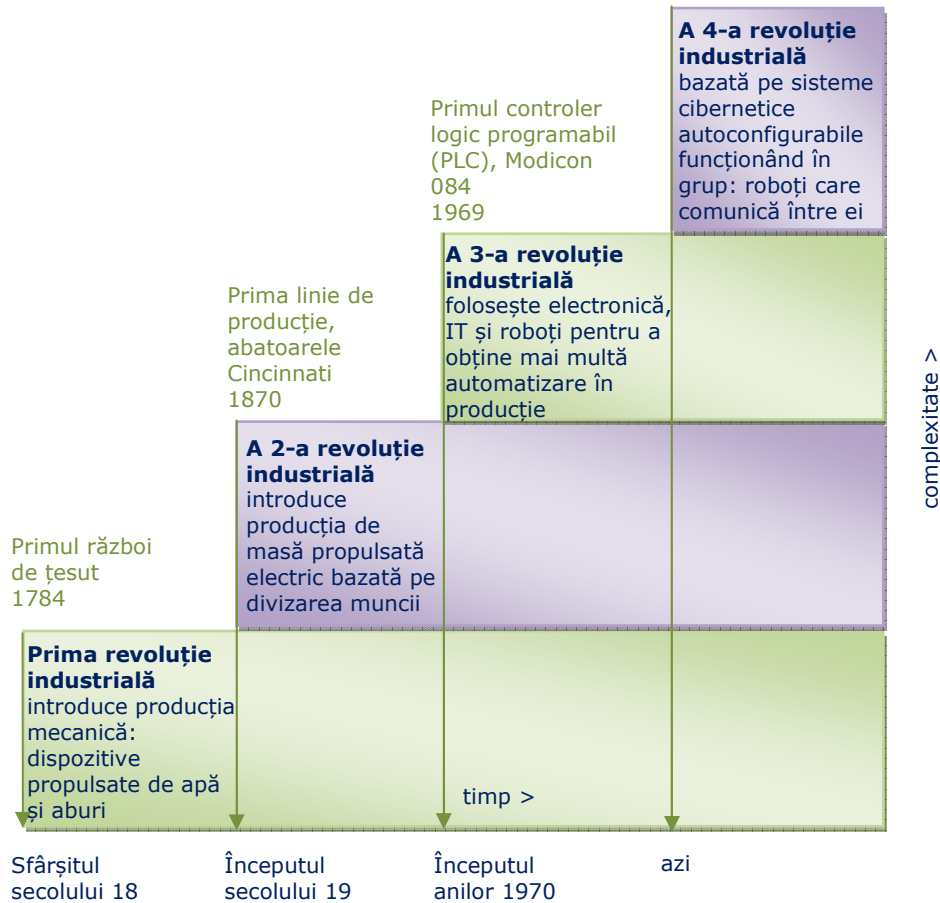 A 4-a revoluție
industrială
bazată pe sisteme
cibernetice
autoconfigurabile
funcționând în
grup: roboți care
comunică între ei
Primul controler
logic programabil
(PLC), Modicon
084
1969
A 3-a revoluție
industrială
folosește electronică,
IT și roboți pentru a
obține mai multă
automatizare în
producție
Prima linie de
producție,
abatoarele
Cincinnati
1870
A 2-a revoluție
industrială
introduce
producția de
masă propulsată
electric bazată pe
divizarea muncii
Primul război
de țesut
1784
Prima revoluție
industrială
introduce producția
mecanică:
dispozitive
propulsate de apă
și aburi
complexitate >
timp >
Sfârșitul
secolului 18
Începutul
secolului 19
Începutul
anilor 1970
azi